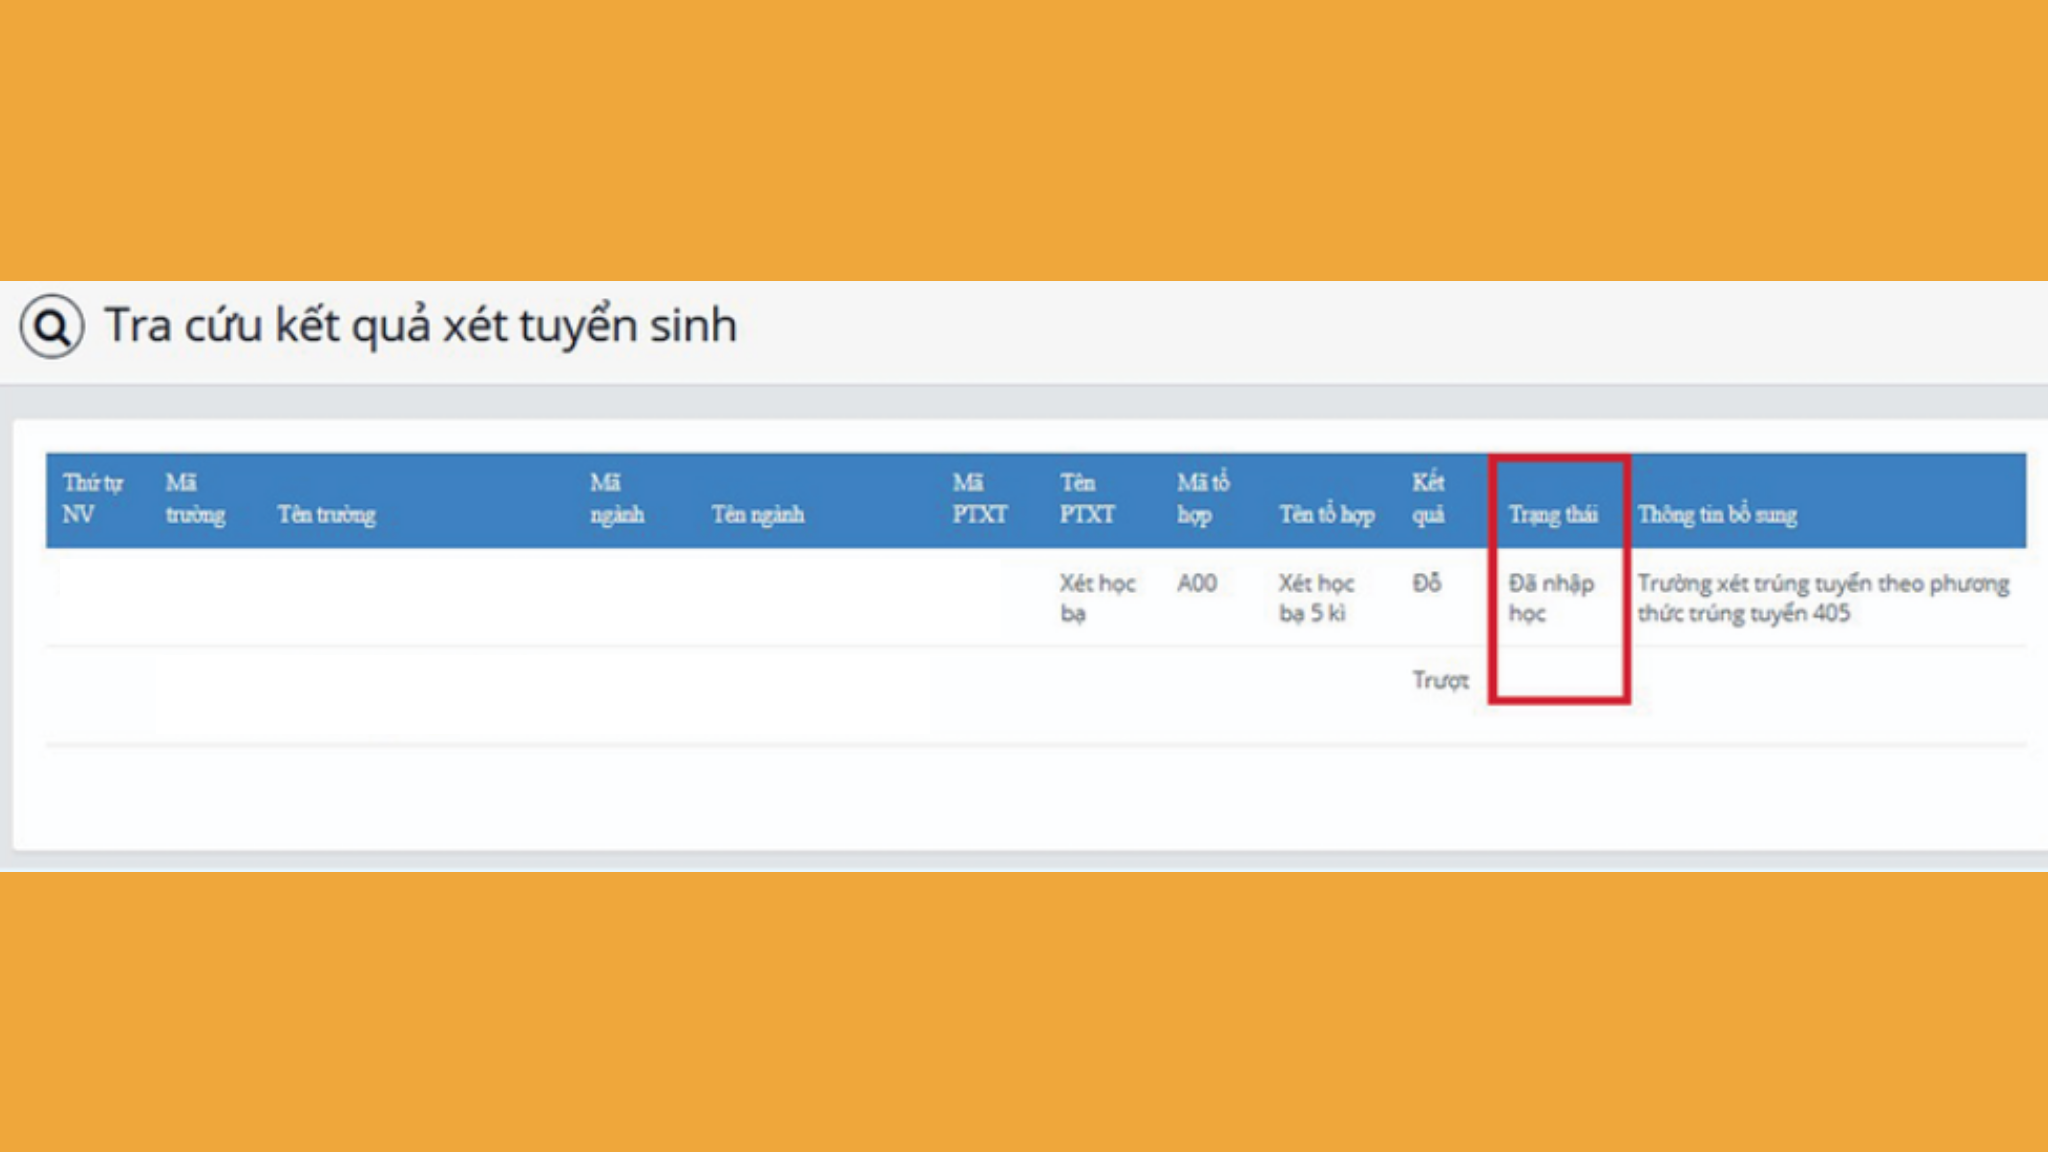 Tra cứu kết quả xét tuyển sinh
Thứ tự NV
Mã trường
Tên trường
Mã ngành
Tên ngành
Mã PTXT
Tên PTXT
Mã tổ hợp
Tên tổ hợp
Kết quả
Trạng thái
Thông tin bổ sung
Xét học bạ
A00
Xét học bạ 5 kì
Đỗ
Đã nhập học
Trường xét trúng tuyển theo phương
thức trúng tuyển 405
Trượt